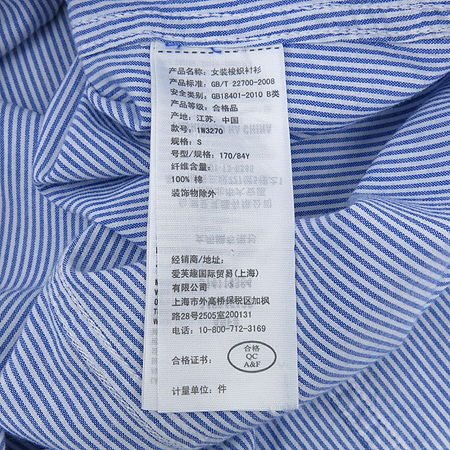 产品名称: 女装梭织衬衫
产品标准: GB/T 22700-2008
安全类别: GB18401-2010 B类
产品等级: 合格品
产地: 江苏, 中国
款号: 1W3270
规格: S
号型/规格: 170/84Y
纤维含量:
100% 棉
装饰物除外
经销商/地址:
爱芙趣国际贸易(上海)
有限公司
上海市外高桥保税区加枫
路28号2505室200131
电话: 10-800-712-3169
合格证书:
合格
QC
A&F
计量单位: 件